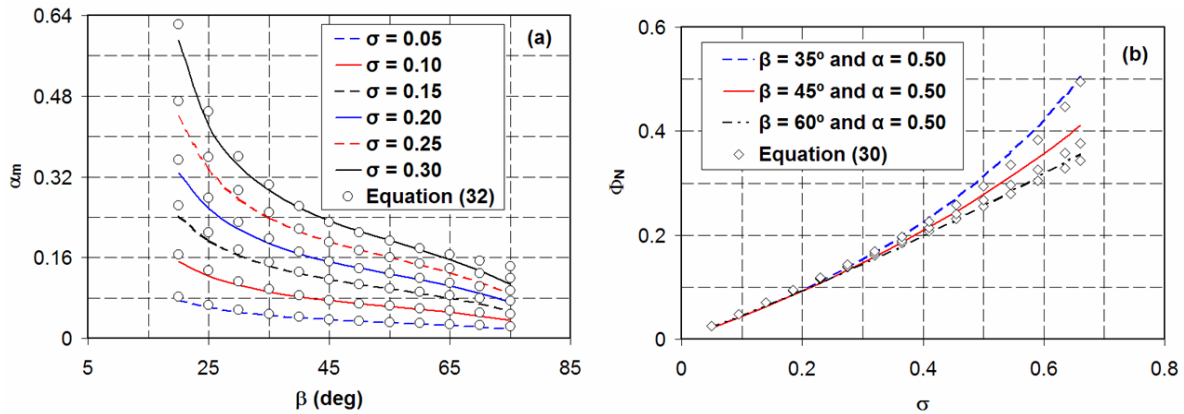 (a)
0.64
0.48
0.32
0.16
0
αm
σ = 0.05
σ = 0.10
σ = 0.15
σ = 0.20
σ = 0.25
σ = 0.30
Equation (32)
5
25
45
65
85
β (deg)
(b)
0.6
0.4
0.2
0
ΦN
β = 35º and α = 0.50
β = 45º and α = 0.50
β = 60º and α = 0.50
Equation (30)
0
0.2
0.4
0.6
0.8
σ